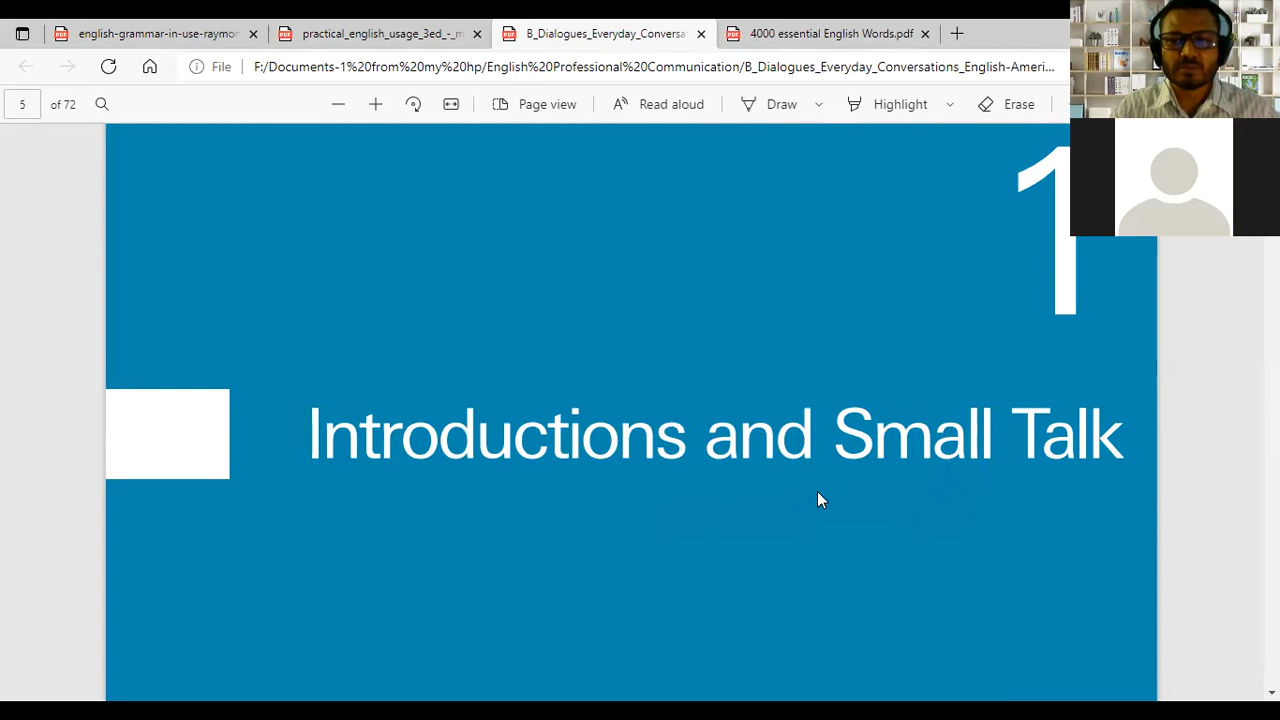 english-grammar-in-use-raymor
practical_english_usage_3ed_-_m
B_Dialogues_Everyday_Conversa
4000 essential English Words.pdf
File
F:/Documents-1%20from%20my%20hp/English%20Professional%20Communication/B_Dialogues_Everyday_Conversations_English-Ameri...
5 of 72
Page view
Read aloud
Draw
Highlight
Erase
1
Introductions and Small Talk